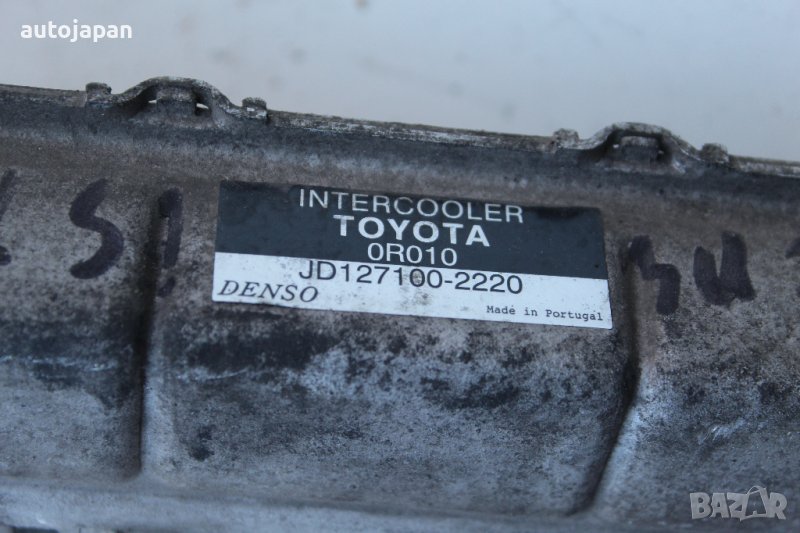 autojapan
INTERCOOLER
TOYOTA
0R010
JD127100-2220
DENSO
Made in Portugal
BAZAR